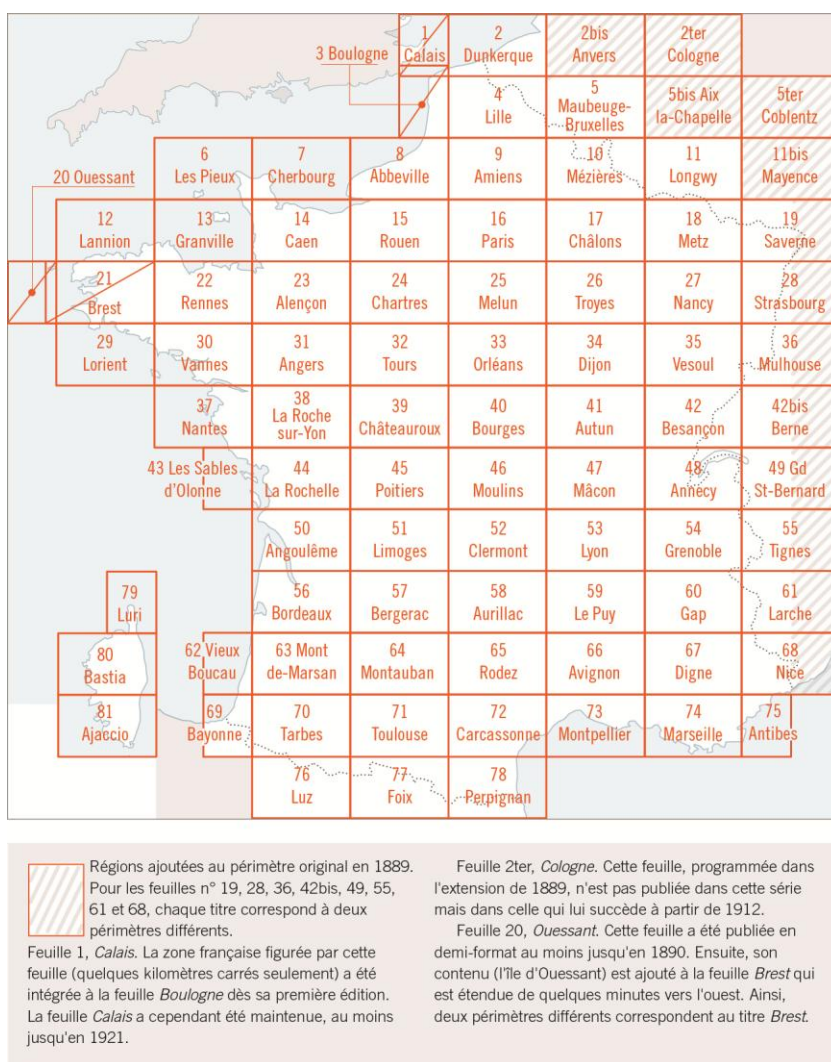 1
Calais
2
Dunkerque
2bis
Anvers
2ter
Cologne
3 Boulogne
4
Lille
5
Maubeuge-
Bruxelles
5bis Aix
la-Chapelle
5ter
Coblentz
6
Les Pieux
7
Cherbourg
8
Abbeville
9
Amiens
10
Mézières
11
Longwy
11bis
Mayence
20 Ouessant
12
Lannion
13
Granville
14
Caen
15
Rouen
16
Paris
17
Châlons
18
Metz
19
Saverne
21
Brest
22
Rennes
23
Alençon
24
Chartres
25
Melun
26
Troyes
27
Nancy
28
Strasbourg
29
Lorient
30
Vannes
31
Angers
32
Tours
33
Orléans
34
Dijon
35
Vesoul
36
Mulhouse
37
Nantes
38
La Roche
sur-Yon
39
Châteauroux
40
Bourges
41
Autun
42
Besançon
42bis
Berne
43 Les Sables
d'Olonne
44
La Rochelle
45
Poitiers
46
Moulins
47
Mâcon
48
Annecy
49 Gd
St-Bernard
50
Angoulême
51
Limoges
52
Clermont
53
Lyon
54
Grenoble
55
Tignes
79
Luri
56
Bordeaux
57
Bergerac
58
Aurillac
59
Le Puy
60
Gap
61
Larche
80
Bastia
62 Vieux
Boucau
63 Mont
de-Marsan
64
Montauban
65
Rodez
66
Avignon
67
Digne
68
Nice
81
Ajaccio
69
Bayonne
70
Tarbes
71
Toulouse
72
Carcassonne
73
Montpellier
74
Marseille
75
Antibes
76
Luz
77
Foix
78
Perpignan
Régions ajoutées au périmètre original en 1889.
Pour les feuilles n° 19, 28, 36, 42bis, 49, 55,
61 et 68, chaque titre correspond à deux
périmètres différents.
Feuille 1, Calais. La zone française figurée par cette
feuille (quelques kilomètres carrés seulement) a été
intégrée à la feuille Boulogne dès sa première édition.
La feuille Calais a cependant été maintenue, au moins
jusqu'en 1921.
Feuille 2ter, Cologne. Cette feuille, programmée dans
l'extension de 1889, n'est pas publiée dans cette série
mais dans celle qui lui succède à partir de 1912.
Feuille 20, Ouessant. Cette feuille a été publiée en
demi-format au moins jusqu'en 1890. Ensuite, son
contenu (l'île d'Ouessant) est ajouté à la feuille Brest qui
est étendue de quelques minutes vers l'ouest. Ainsi,
deux périmètres différents correspondent au titre Brest.